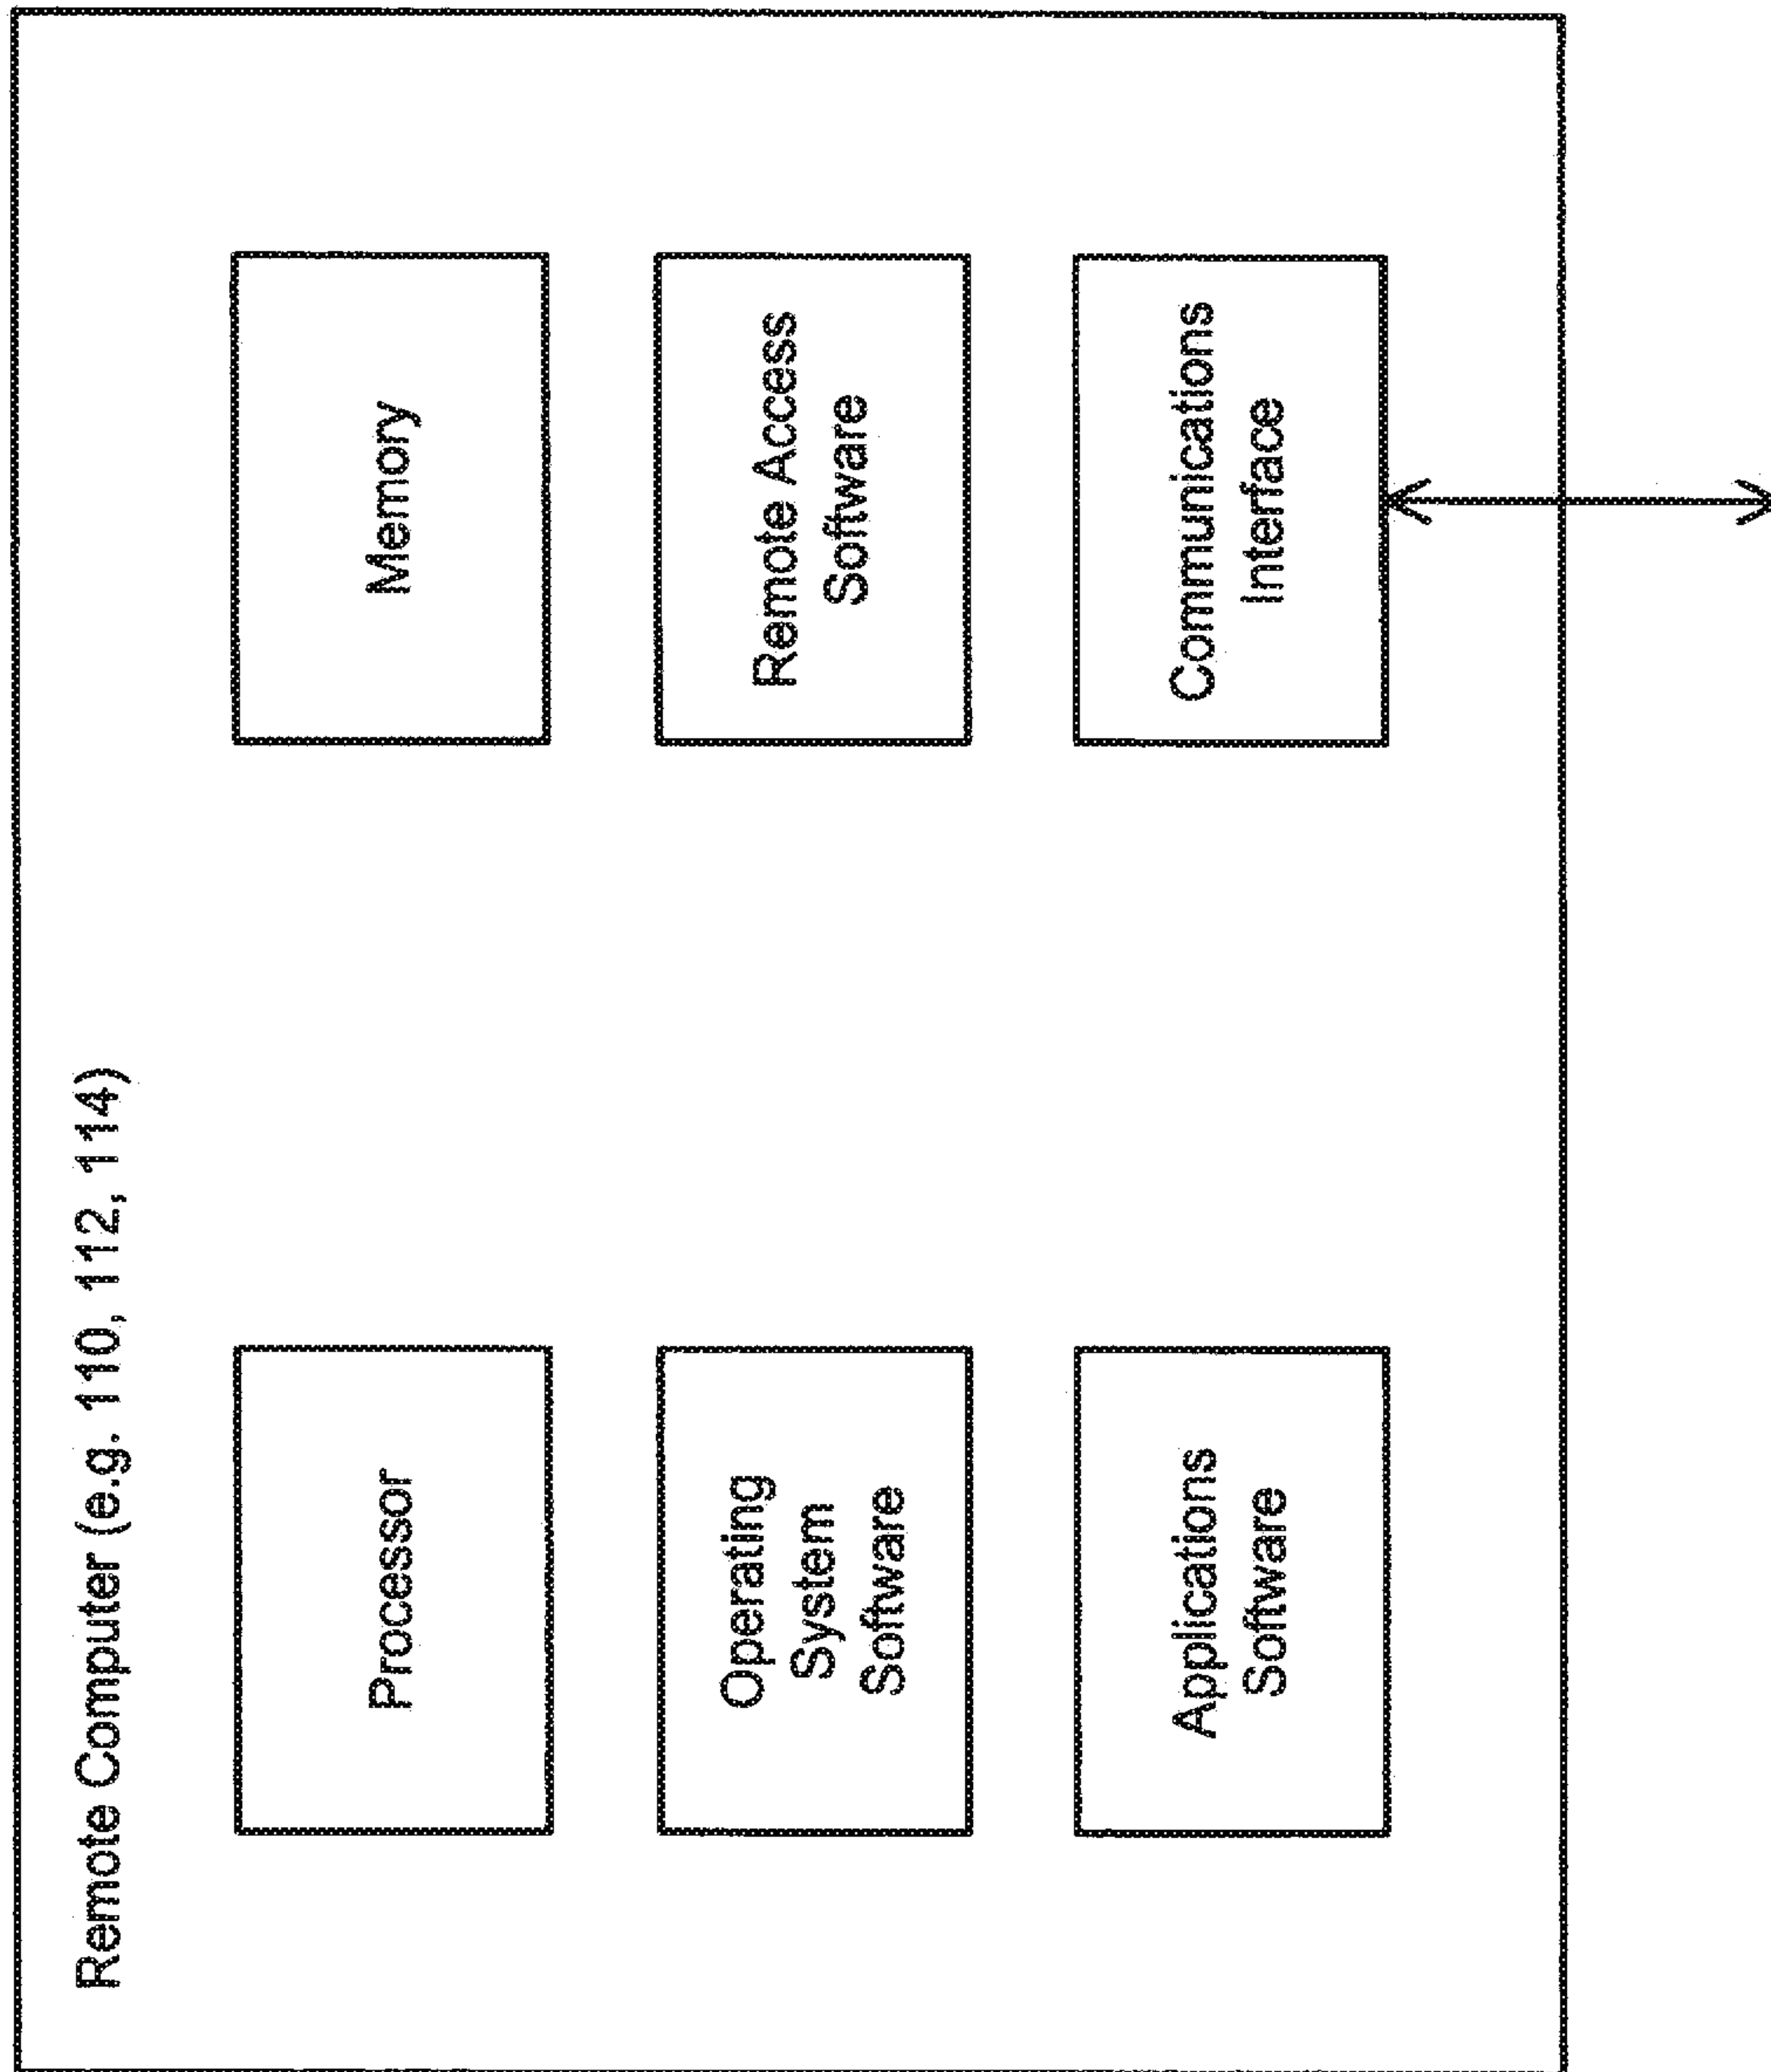 Remote Computer (e.g. 110, 112, 114)
Processor
Memory
Operating
System
Software
Remote Access
Software
Applications
Software
Communications
Interface